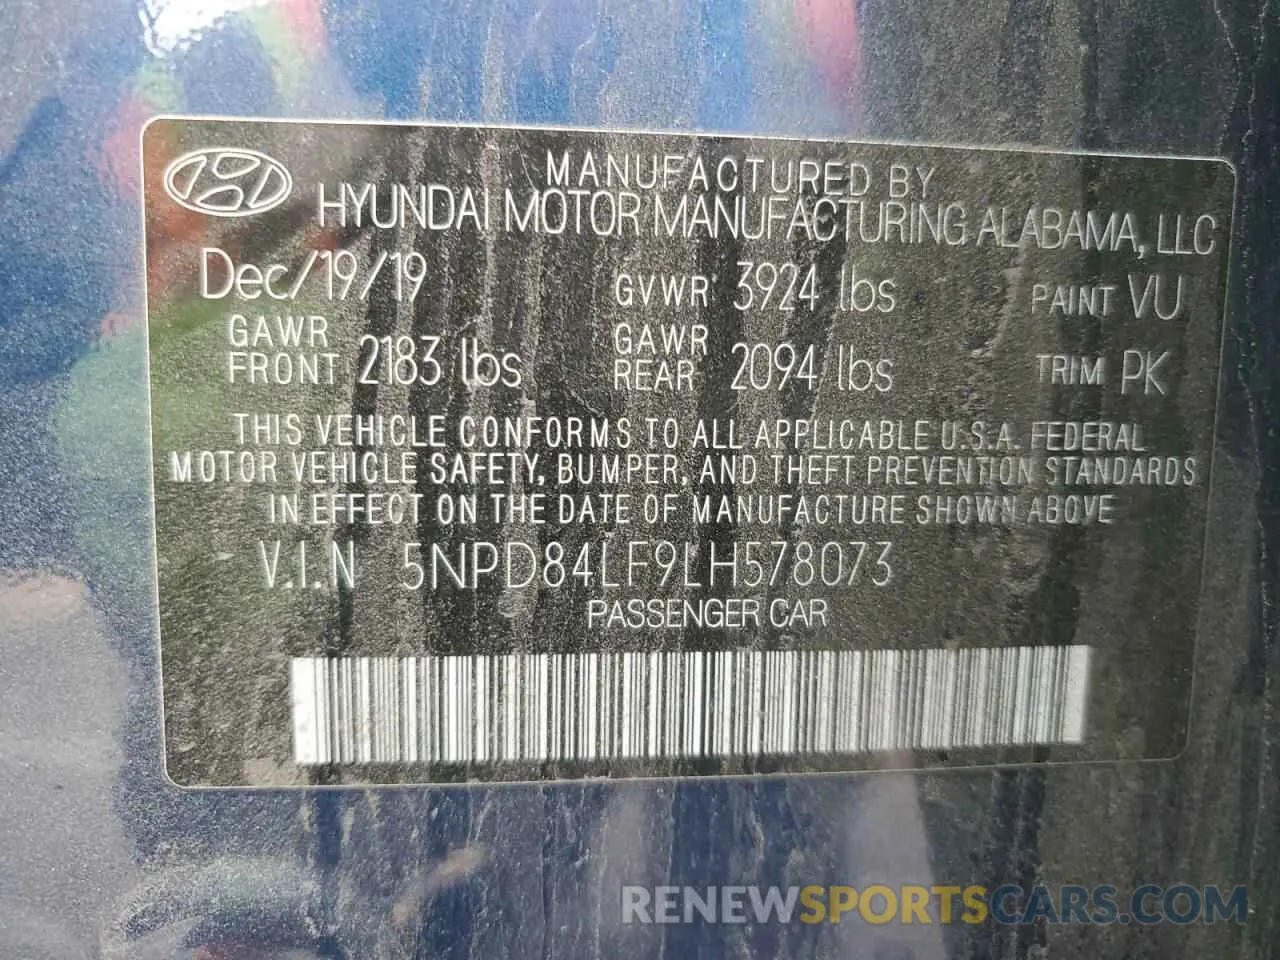 MANUFACTURED BY
HYUNDAI MOTOR MANUFACTURING ALABAMA, LLC
Dec/19/19 GVWR 3924 lbs PAINT VU
GAWR FRONT 2183 lbs GAWR REAR 2094 lbs TRIM PK
THIS VEHICLE CONFORMS TO ALL APPLICABLE U.S.A. FEDERAL
MOTOR VEHICLE SAFETY, BUMPER, AND THEFT PREVENTION STANDARDS
IN EFFECT ON THE DATE OF MANUFACTURE SHOWN ABOVE
V.I.N 5NPD84LF9LH578073
PASSENGER CAR
RENEWSPORTSCARS.COM